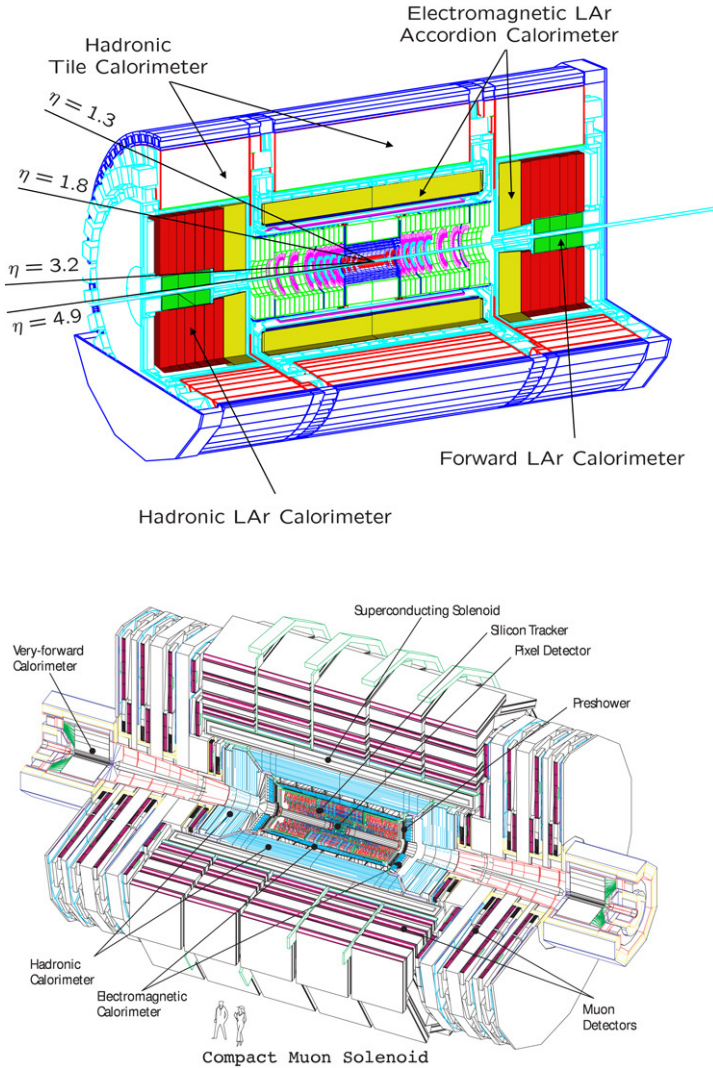 Electromagnetic LAr
Accordion Calorimeter
Hadronic
Tile Calorimeter
η = 1.3
η = 1.8
η = 3.2
η = 4.9
Forward LAr Calorimeter
Hadronic LAr Calorimeter
Superconducting Solenoid
Silicon Tracker
Pixel Detector
Very-forward
Calorimeter
Preshower
Hadronic
Calorimeter
Electromagnetic
Calorimeter
Muon
Detectors
Compact Muon Solenoid